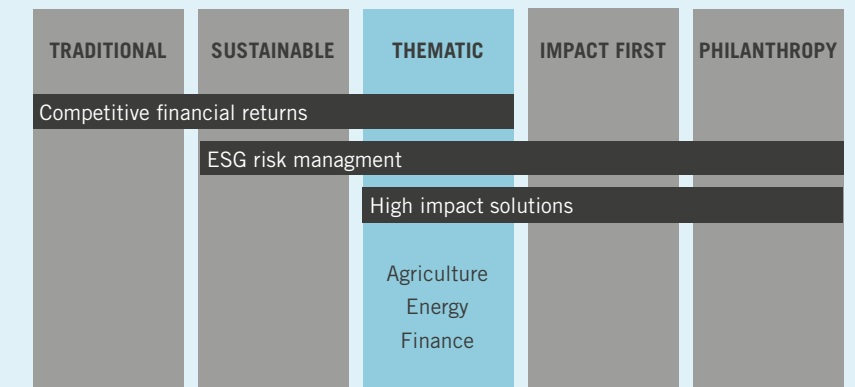 TRADITIONAL SUSTAINABLE THEMATIC IMPACT FIRST PHILANTHROPY
Competitive financial returns
ESG risk managment
High impact solutions
Agriculture
Energy
Finance